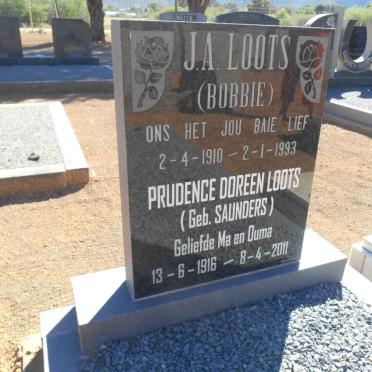 J.A. LOOTS
(BOBBIE)
ONS HET JOU BAIE LIEF
2-4-1910 - 2-1-1993
PRUDENCE DOREEN LOOTS
(Geb. SAUNDERS)
Geliefde Ma en Ouma
13-6-1916 - 8-4-2011